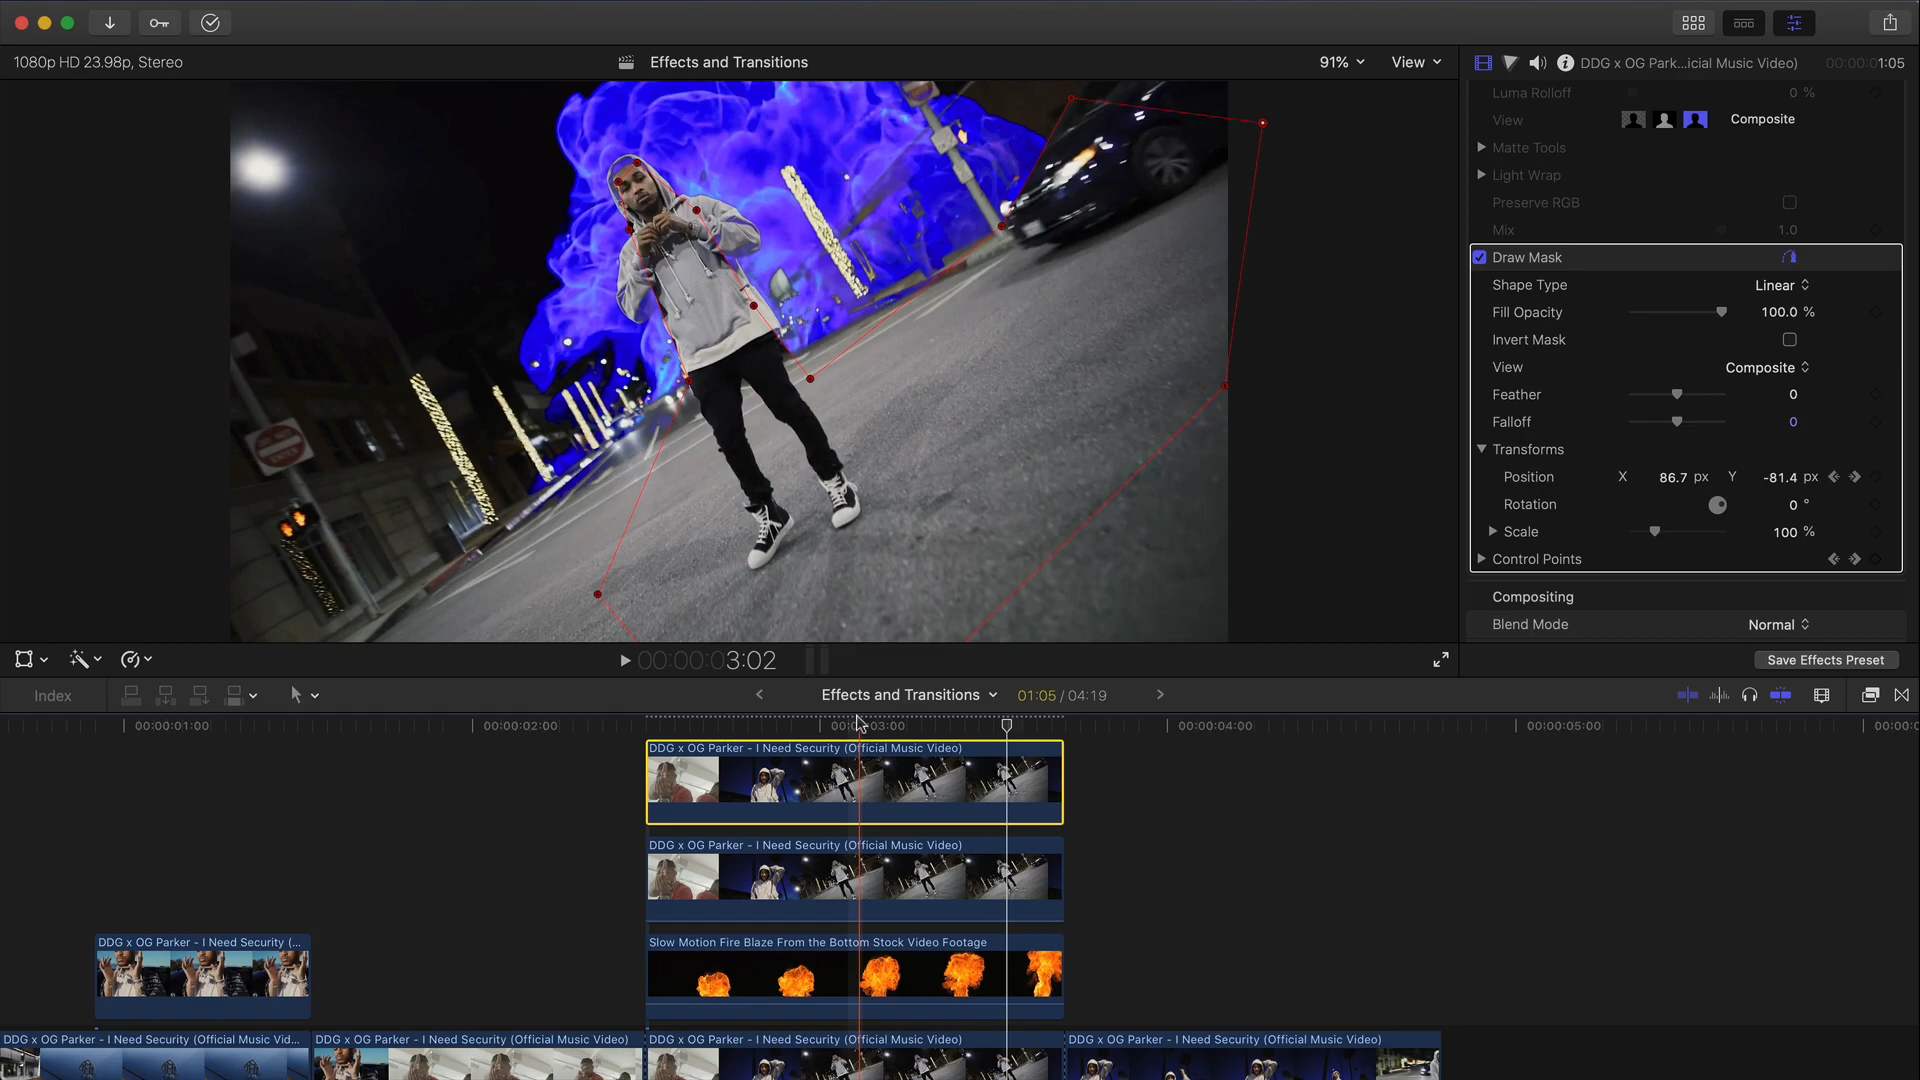 1080p HD 23.98p, Stereo
Effects and Transitions
91%
View
DDG x OG Park...icial Music Video)
00:00:01:05
Luma Rolloff
0 %
View
Composite
Matte Tools
Light Wrap
Preserve RGB
Mix
1.0
Draw Mask
Shape Type
Linear
Fill Opacity
100.0 %
Invert Mask
View
Composite
Feather
0
Falloff
0
Transforms
Position
X 86.7 px Y -81.4 px
Rotation
0 °
Scale
100 %
Control Points
Compositing
Blend Mode
Normal
00:00:03:02
Save Effects Preset
Index
Effects and Transitions
01:05 / 04:19
00:00:01:00
00:00:02:00
00:00:04:00
00:00:05:00
DDG x OG Parker - I Need Security (Official Music Video)
DDG x OG Parker - I Need Security (Official Music Video)
DDG x OG Parker - I Need Security (...
Slow Motion Fire Blaze From the Bottom Stock Video Footage
DDG x OG Parker - I Need Security (Official Music Vid...
DDG x OG Parker - I Need Security (Official Music Video)
DDG x OG Parker - I Need Security (Official Music Video)
DDG x OG Parker - I Need Security (Official Music Video)